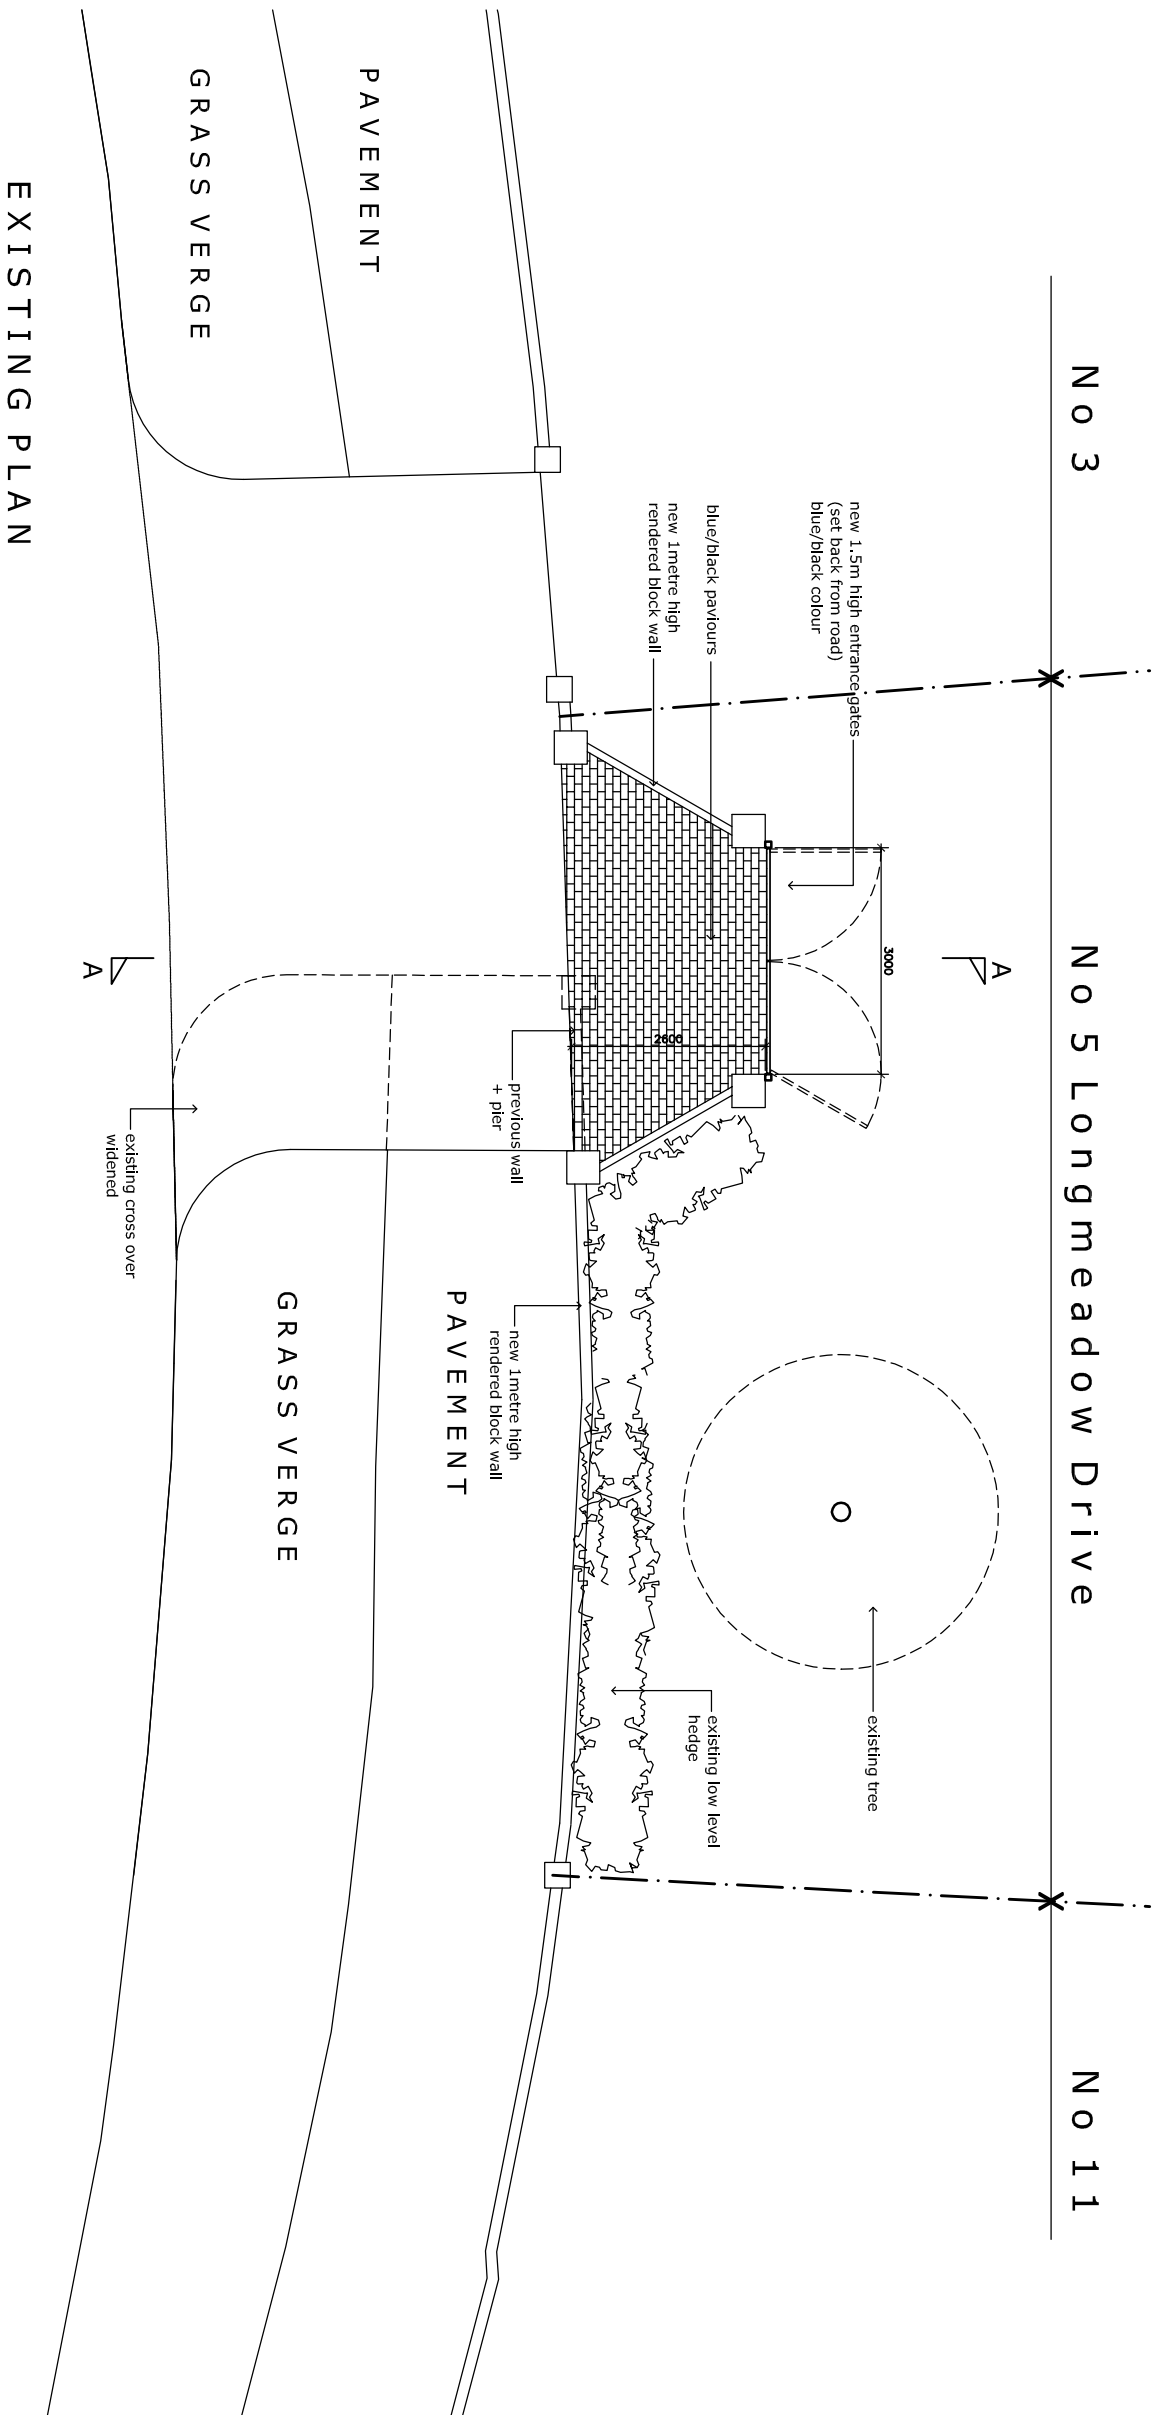 No 3
No 5 Longmeadow Drive
No 11
new 1.5m high entrance gates
(set back from road)
blue/black colour
blue/black paviours
new 1metre high
rendered block wall
3000
A
A
2600
existing tree
existing low level
hedge
previous wall
+ pier
new 1metre high
rendered block wall
existing cross over
widened
PAVEMENT
GRASS VERGE
PAVEMENT
GRASS VERGE
EXISTING PLAN